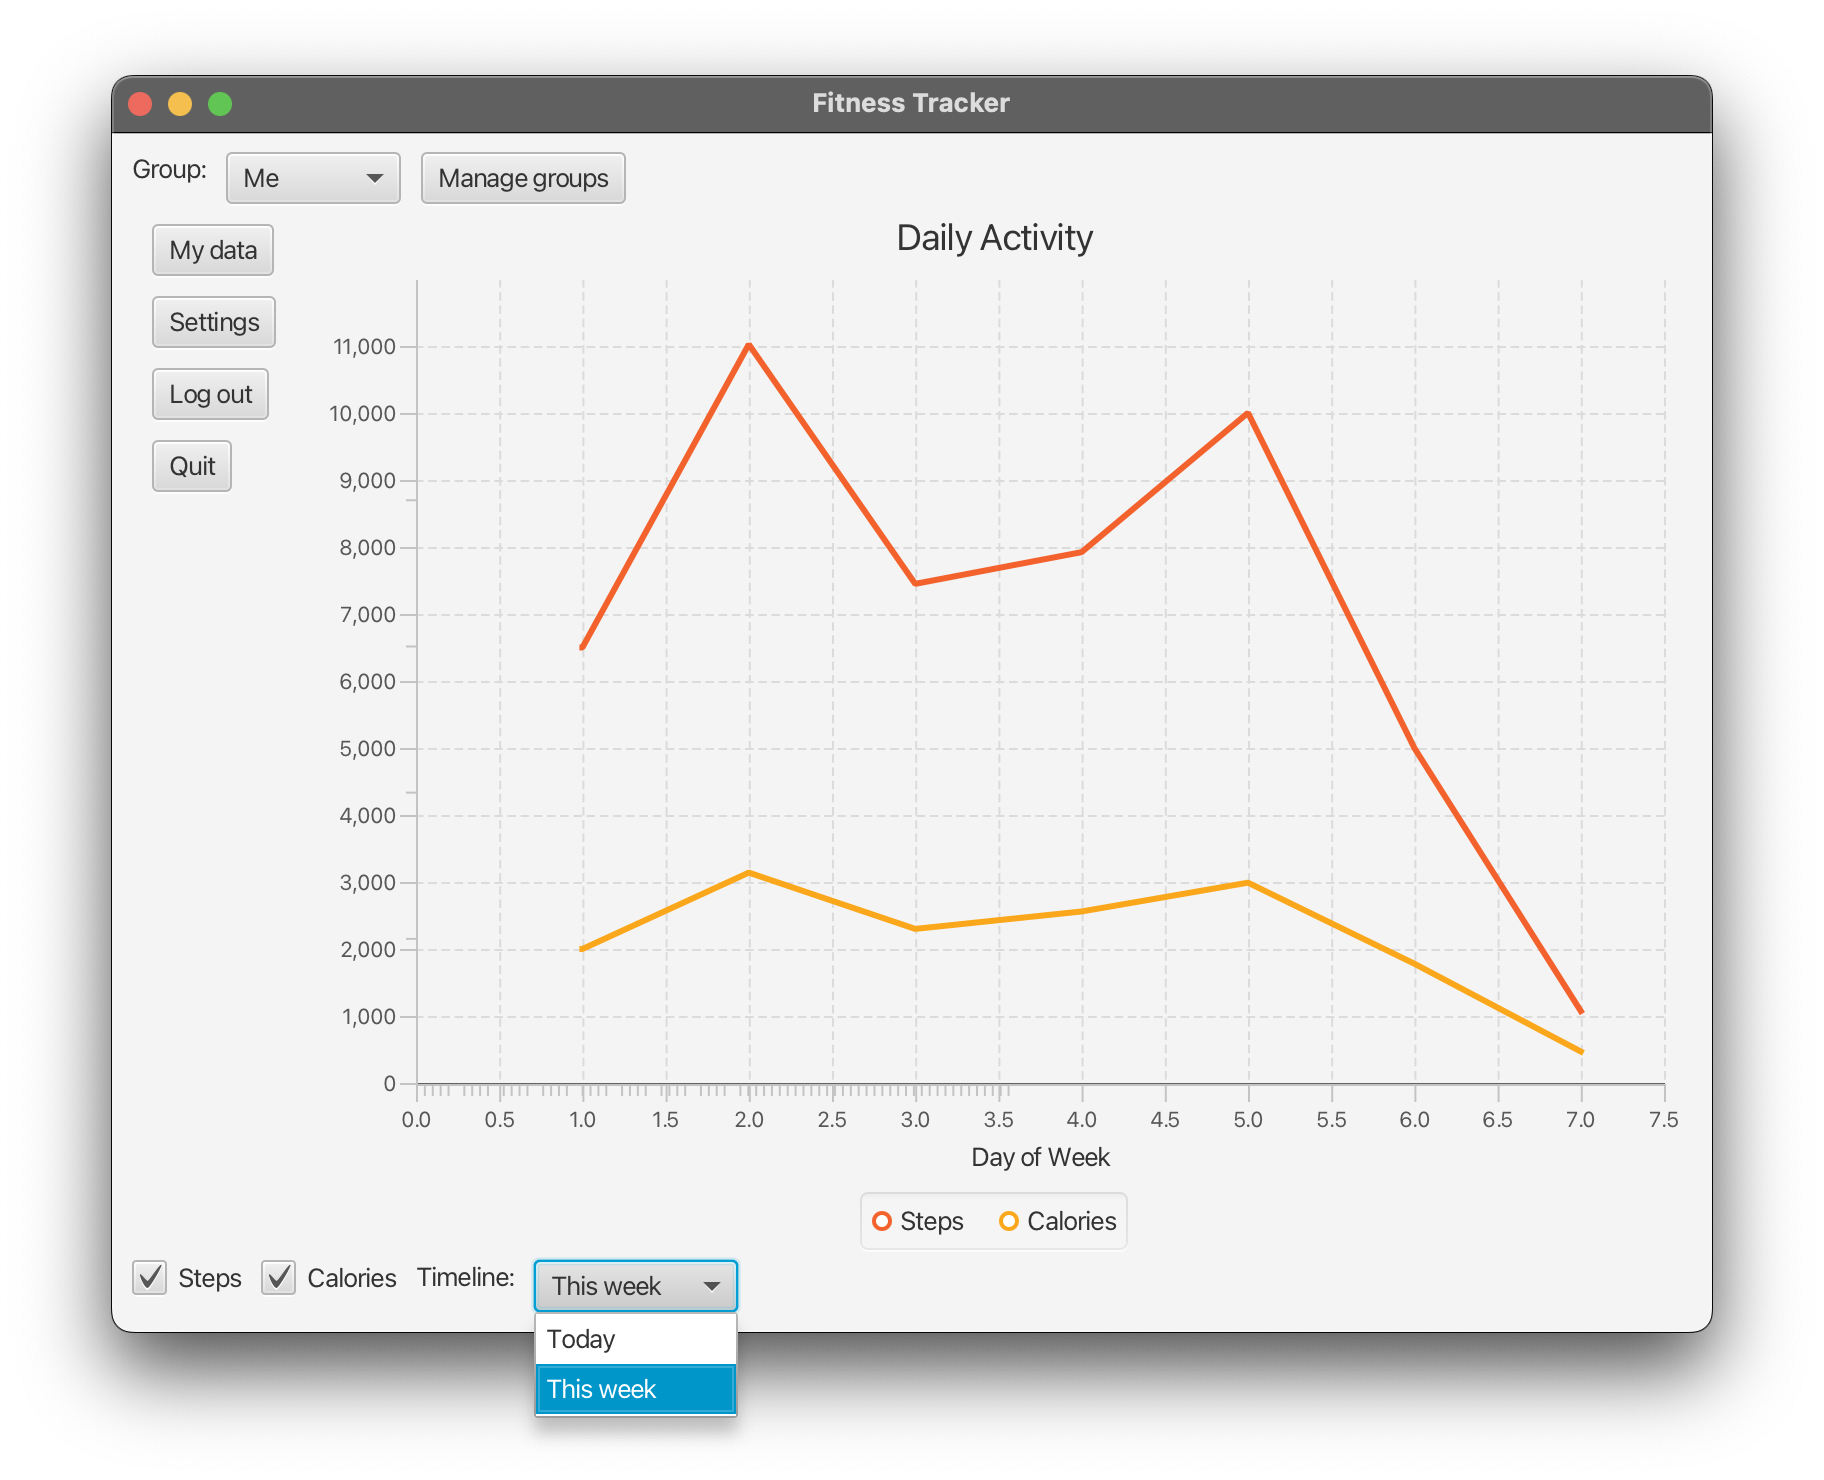 Fitness Tracker
Group: Me Manage groups
My data
Settings
Log out
Quit
Daily Activity
11,000
10,000
9,000
8,000
7,000
6,000
5,000
4,000
3,000
2,000
1,000
0
0.0 0.5 1.0 1.5 2.0 2.5 3.0 3.5 4.0 4.5 5.0 5.5 6.0 6.5 7.0 7.5
Day of Week
Steps Calories
Steps Calories Timeline: This week
Today
This week